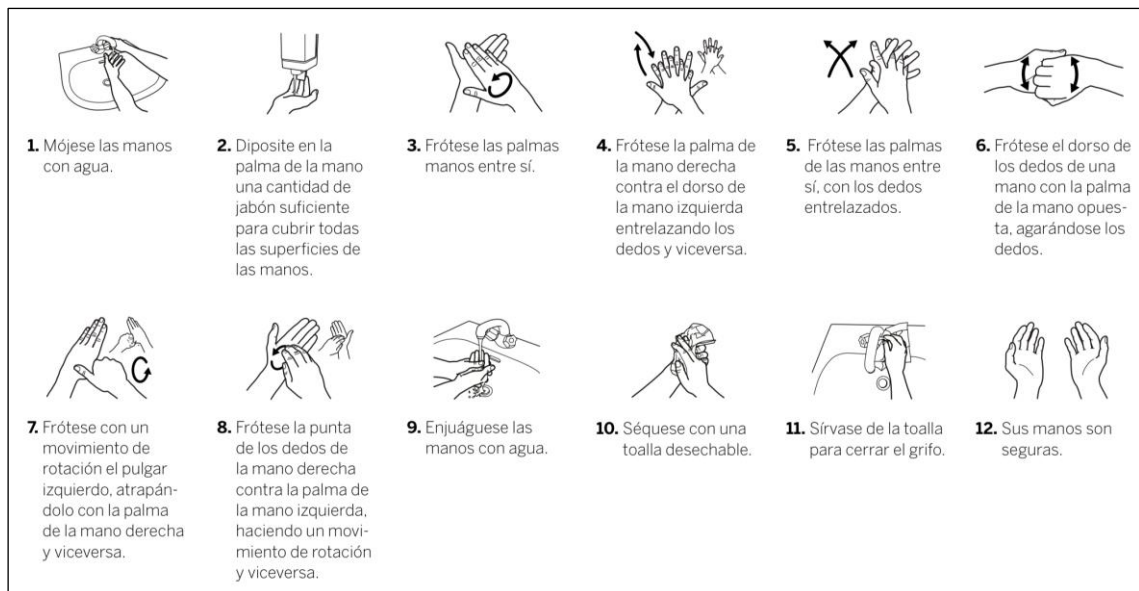 1. Mójese las manos
con agua.
2. Diposite en la
palma de la mano
una cantidad de
jabón suficiente
para cubrir todas
las superficies de
las manos.
3. Frótese las palmas
manos entre sí.
4. Frótese la palma de
la mano derecha
contra el dorso de
la mano izquierda
entrelazando los
dedos y viceversa.
5. Frótese las palmas
de las manos entre
sí, con los dedos
entrelazados.
6. Frótese el dorso de
los dedos de una
mano con la palma
de la mano opues-
ta, agarándose los
dedos.
7. Frótese con un
movimiento de
rotación el pulgar
izquierdo, atrapán-
dolo con la palma
de la mano derecha
y viceversa.
8. Frótese la punta
de los dedos de
la mano derecha
contra la palma de
la mano izquierda,
haciendo un movi-
miento de rotación
y viceversa.
9. Enjuáguese las
manos con agua.
10. Séquese con una
toalla desechable.
11. Sírvase de la toalla
para cerrar el grifo.
12. Sus manos son
seguras.